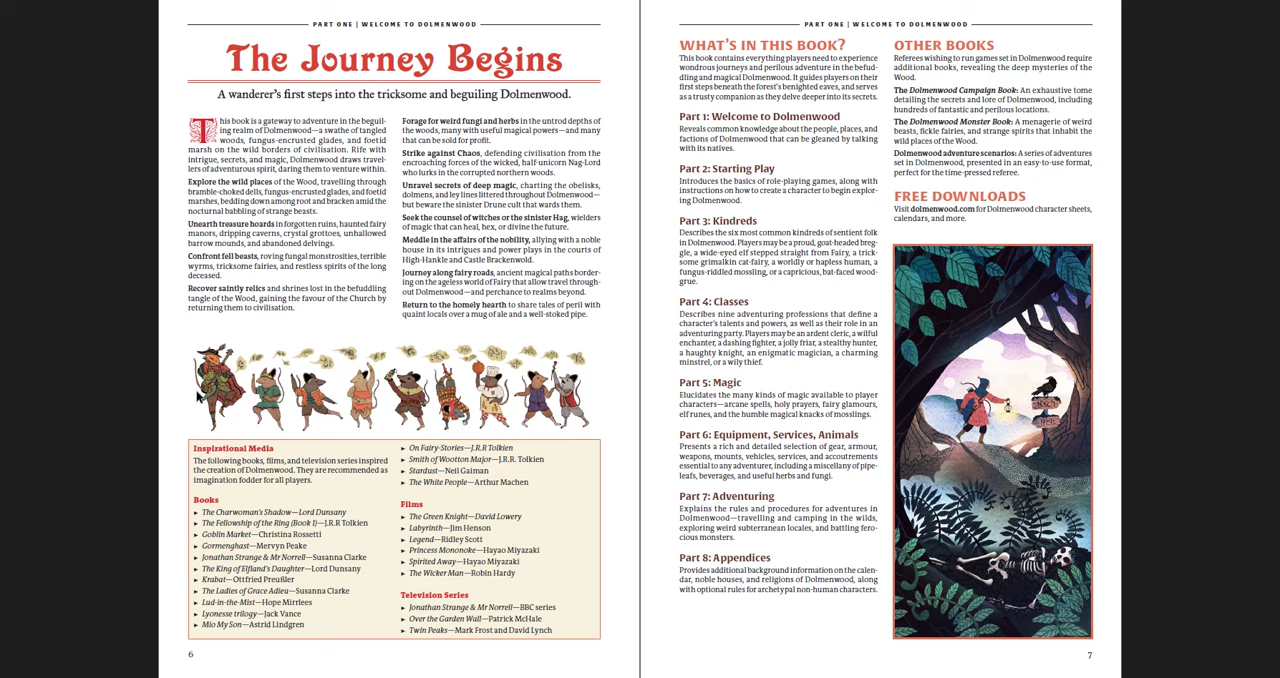 PART ONE | WELCOME TO DOLMENWOOD
The Journey Begins
A wanderer's first steps into the tricksome and beguiling Dolmenwood.
This book is a gateway to adventure in the beguil-
ing realm of Dolmenwood—a swathe of tangled
woods, fungus-encrusted glades, and foetid
marsh on the wild borders of civilisation. Rife with
intrigue, secrets, and magic, Dolmenwood draws travel-
lers of adventurous spirit, daring them to venture within.
Explore the wild places of the Wood, travelling through
bramble-choked dells, fungus-encrusted glades, and foetid
marshes, bedding down among root and bracken amid the
nocturnal babbling of strange beasts.
Unearth treasure hoards in forgotten ruins, haunted fairy
manors, dripping caverns, crystal grottoes, unhallowed
barrow mounds, and abandoned delvings.
Confront fell beasts, roving fungal monstrosities, terrible
wyrms, tricksome fairies, and restless spirits of the long
deceased.
Recover saintly relics and shrines lost in the befuddling
tangle of the Wood, gaining the favour of the Church by
returning them to civilisation.
Forage for weird fungi and herbs in the untrod depths of
the woods, many with useful magical powers—and many
that can be sold for profit.
Strike against Chaos, defending civilisation from the
encroaching forces of the wicked, half-unicorn Nag-Lord
who lurks in the corrupted northern woods.
Unravel secrets of deep magic, charting the obelisks,
dolmens, and ley lines littered throughout Dolmenwood—
but beware the sinister Drune cult that wards them.
Seek the counsel of witches or the sinister Hag, wielders
of magic that can heal, hex, or divine the future.
Meddle in the affairs of the nobility, allying with a noble
house in its intrigues and power plays in the courts of
High-Hankle and Castle Brackenwold.
Journey along fairy roads, ancient magical paths border-
ing on the ageless world of Fairy that allow travel through-
out Dolmenwood—and perchance to realms beyond.
Return to the homely hearth to share tales of peril with
quaint locals over a mug of ale and a well-stoked pipe.
Inspirational Media
The following books, films, and television series inspired
the creation of Dolmenwood. They are recommended as
imagination fodder for all players.
Books
► The Charwoman's Shadow—Lord Dunsany
► The Fellowship of the Ring (Book I)—J.R.R Tolkien
► Goblin Market—Christina Rossetti
► Gormenghast—Mervyn Peake
► Jonathan Strange & Mr Norrell—Susanna Clarke
► The King of Elfland's Daughter—Lord Dunsany
► Krabat—Ottfried Preußler
► The Ladies of Grace Adieu—Susanna Clarke
► Lud-in-the-Mist—Hope Mirrlees
► Lyonesse trilogy—Jack Vance
► Mio My Son—Astrid Lindgren
► On Fairy-Stories—J.R.R Tolkien
► Smith of Wootton Major—J.R.R. Tolkien
► Stardust—Neil Gaiman
► The White People—Arthur Machen
Films
► The Green Knight—David Lowery
► Labyrinth—Jim Henson
► Legend—Ridley Scott
► Princess Mononoke—Hayao Miyazaki
► Spirited Away—Hayao Miyazaki
► The Wicker Man—Robin Hardy
Television Series
► Jonathan Strange & Mr Norrell—BBC series
► Over the Garden Wall—Patrick McHale
► Twin Peaks—Mark Frost and David Lynch
6
PART ONE | WELCOME TO DOLMENWOOD
WHAT'S IN THIS BOOK?
This book contains everything players need to experience
wondrous journeys and perilous adventure in the befud-
dling and magical Dolmenwood. It guides players on their
first steps beneath the forest's benighted eaves, and serves
as a trusty companion as they delve deeper into its secrets.
Part 1: Welcome to Dolmenwood
Reveals common knowledge about the people, places, and
factions of Dolmenwood that can be gleaned by talking
with its natives.
Part 2: Starting Play
Introduces the basics of role-playing games, along with
instructions on how to create a character to begin explor-
ing Dolmenwood.
Part 3: Kindreds
Describes the six most common kindreds of sentient folk
in Dolmenwood. Players may be a proud, goat-headed breg-
gle, a wide-eyed elf stepped straight from Fairy, a trick-
some grimalkin cat-fairy, a worldly or hapless human, a
fungus-riddled mossling, or a capricious, bat-faced wood-
grue.
Part 4: Classes
Describes nine adventuring professions that define a
character's talents and powers, as well as their role in an
adventuring party. Players may be an ardent cleric, a wilful
enchanter, a dashing fighter, a jolly friar, a stealthy hunter,
a haughty knight, an enigmatic magician, a charming
minstrel, or a wily thief.
Part 5: Magic
Elucidates the many kinds of magic available to player
characters—arcane spells, holy prayers, fairy glamours,
elf runes, and the humble magical knacks of mosslings.
Part 6: Equipment, Services, Animals
Presents a rich and detailed selection of gear, armour,
weapons, mounts, vehicles, services, and accoutrements
essential to any adventurer, including a miscellany of pipe-
leafs, beverages, and useful herbs and fungi.
Part 7: Adventuring
Explains the rules and procedures for adventures in
Dolmenwood—travelling and camping in the wilds,
exploring weird subterranean locales, and battling fero-
cious monsters.
Part 8: Appendices
Provides additional background information on the calen-
dar, noble houses, and religions of Dolmenwood, along
with optional rules for archetypal non-human characters.
OTHER BOOKS
Referees wishing to run games set in Dolmenwood require
additional books, revealing the deep mysteries of the
Wood.
The Dolmenwood Campaign Book: An exhaustive tome
detailing the secrets and lore of Dolmenwood, including
hundreds of fantastic and perilous locations.
The Dolmenwood Monster Book: A menagerie of weird
beasts, fickle fairies, and strange spirits that inhabit the
wild places of the Wood.
Dolmenwood adventure scenarios: A series of adventures
set in Dolmenwood, presented in an easy-to-use format,
perfect for the time-pressed referee.
FREE DOWNLOADS
Visit dolmenwood.com for Dolmenwood character sheets,
calendars, and more.
7